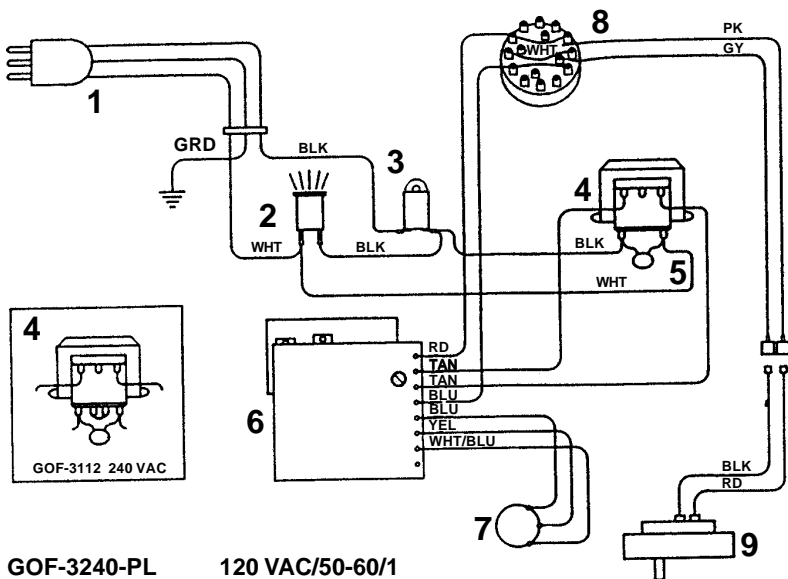 8
PK
WHT
GY
1
GRD
BLK
3
2
4
WHT
BLK
BLK
5
WHT
4
GOF-3112 240 VAC
6
RD
TAN
TAN
BLU
BLU
YEL
WHT/BLU
7
BLK
RD
9
GOF-3240-PL 120 VAC/50-60/1